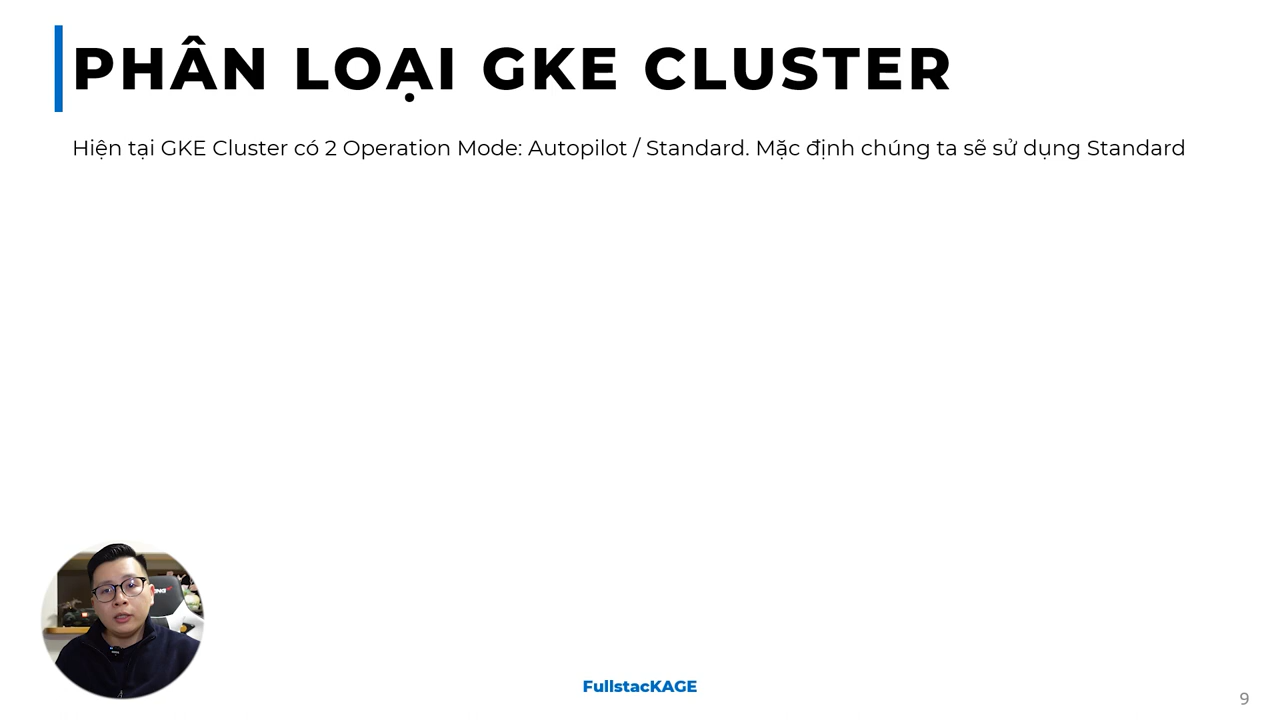 PHÂN LOẠI GKE CLUSTER
Hiện tại GKE Cluster có 2 Operation Mode: Autopilot / Standard. Mặc định chúng ta sẽ sử dụng Standard
FullstacKAGE
9